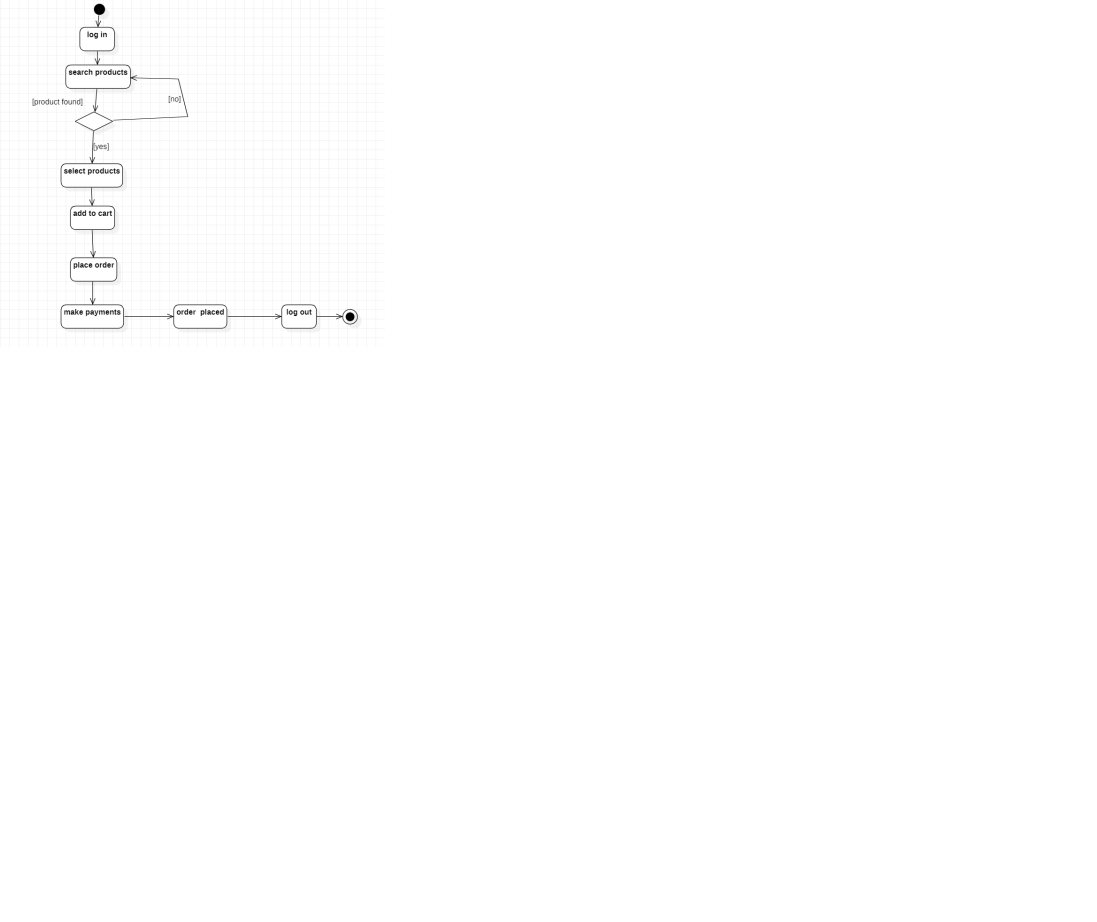 log in
search products
[product found]
[no]
[yes]
select products
add to cart
place order
make payments
order  placed
log out